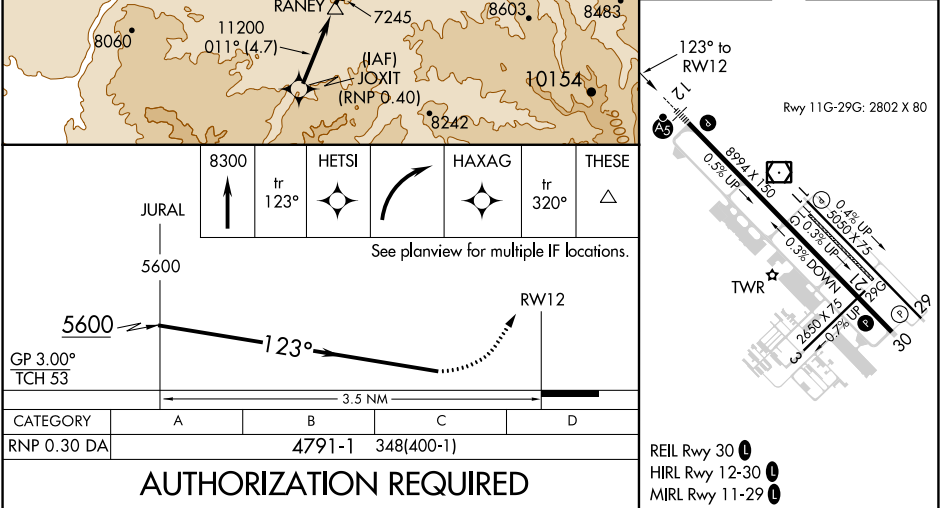 RANEY
7245
8603
8483
8060
11200
011° (4.7)
(IAF)
JOXIT
(RNP 0.40)
10154
8242
8300
tr
123°
HETSI
HAXAG
tr
320°
THESE
JURAL
See planview for multiple IF locations.
5600
5600
RW12
123°
GP 3.00°
TCH 53
3.5 NM
CATEGORY A B C D
RNP 0.30 DA 4791-1 348(400-1)
AUTHORIZATION REQUIRED
123° to
RW12
12
Rwy 11G-29G: 2802 X 80
A5
P
8994 X 150
0.5% UP
P
0.4% UP
5050 X 75
0.3% UP
0.3% DOWN
TWR
21
29G
2650 X 75
0.7% UP
P
P
29
30
3
REIL Rwy 30 L
HIRL Rwy 12-30 L
MIRL Rwy 11-29 L